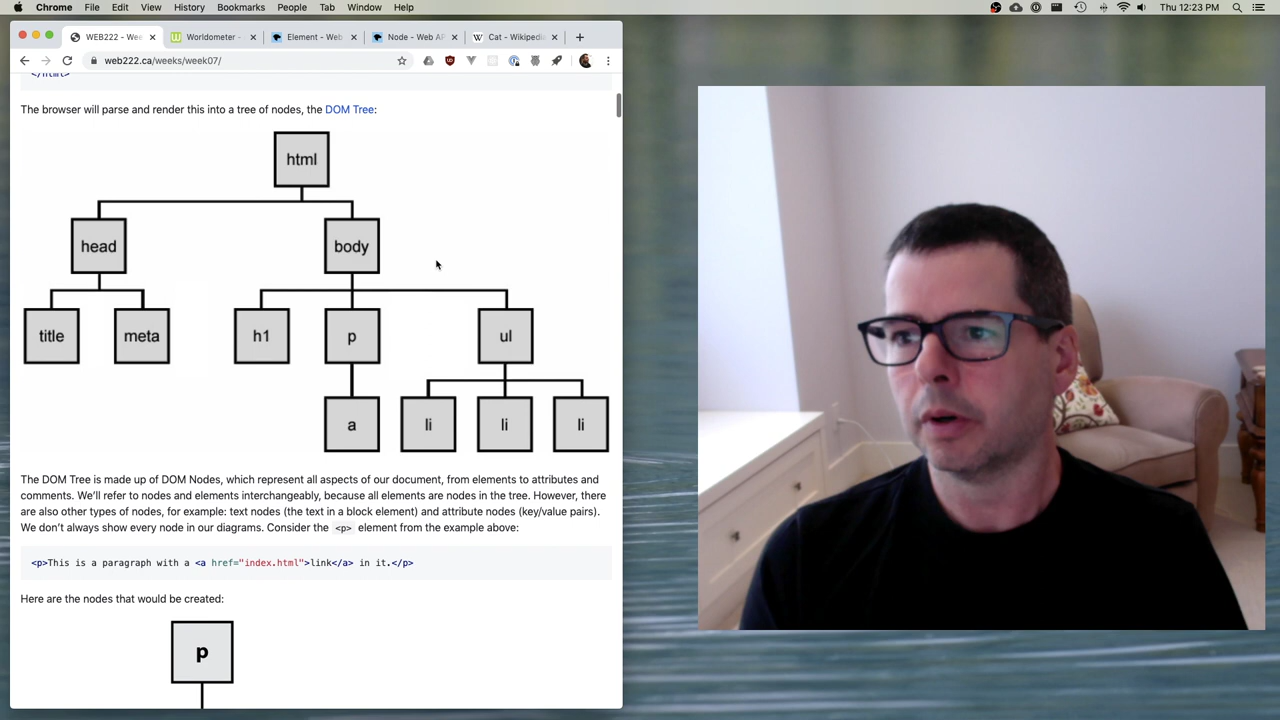 Chrome File Edit View History Bookmarks People Tab Window Help Thu 12:23 PM
WEB222 - Wee Worldometer - Element - Web Node - Web AP Cat - Wikipedia
web222.ca/weeks/week07/
</html>
The browser will parse and render this into a tree of nodes, the DOM Tree:
html
head body
title meta h1 p ul
a li li li
The DOM Tree is made up of DOM Nodes, which represent all aspects of our document, from elements to attributes and
comments. We'll refer to nodes and elements interchangeably, because all elements are nodes in the tree. However, there
are also other types of nodes, for example: text nodes (the text in a block element) and attribute nodes (key/value pairs).
We don't always show every node in our diagrams. Consider the <p> element from the example above:
<p>This is a paragraph with a <a href="index.html">link</a> in it.</p>
Here are the nodes that would be created:
p